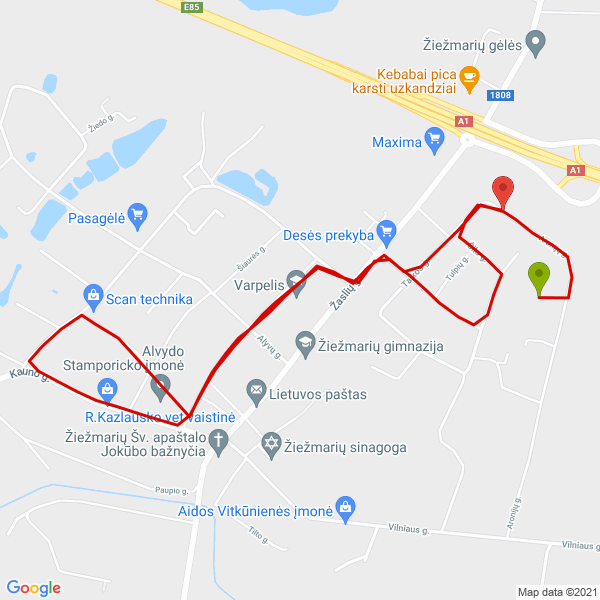 E85
Žiežmarių gėlės
Kebabai pica
karsti uzkandziai
1808
A1
Žiedo g.
Maxima
A1
Pasagėlė
Desės prekyba
Šiaurės g.
Tulpių g.
Varpelis
Žaslių g.
Scan technika
Alyvų g.
Žiežmarių gimnazija
Alvydo
Stamporicko įmonė
Kauno g.
Lietuvos paštas
R.Kazlausko vet.vaistinė
Žiežmarių Šv. apaštalo
Jokūbo bažnyčia
Žiežmarių sinagoga
Paupio g.
Aidos Vitkūnienės įmonė
Aronijų g.
Vilniaus g.
Tilto g.
Vilniaus g.
Google
Map data ©2021